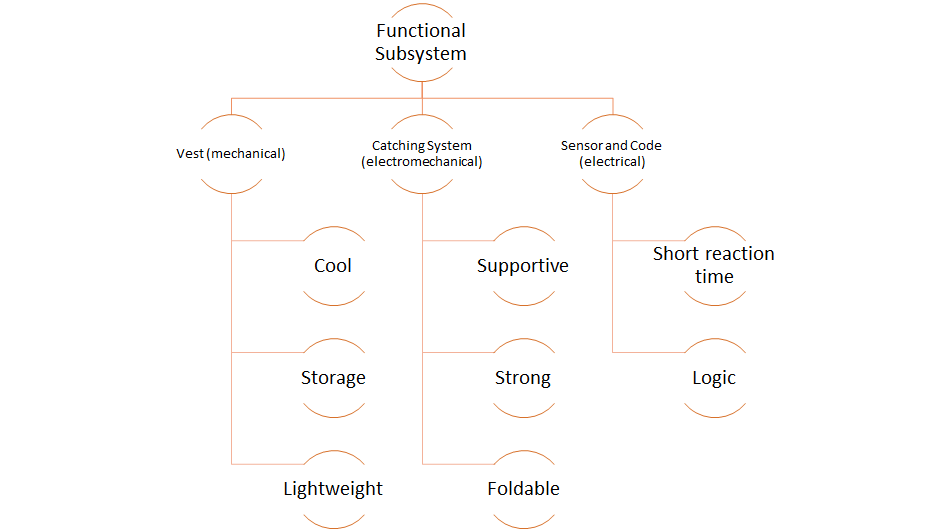 Functional
Subsystem
Vest (mechanical)
Catching System
(electromechanical)
Sensor and Code
(electrical)
Cool
Supportive
Short reaction
time
Storage
Strong
Logic
Lightweight
Foldable